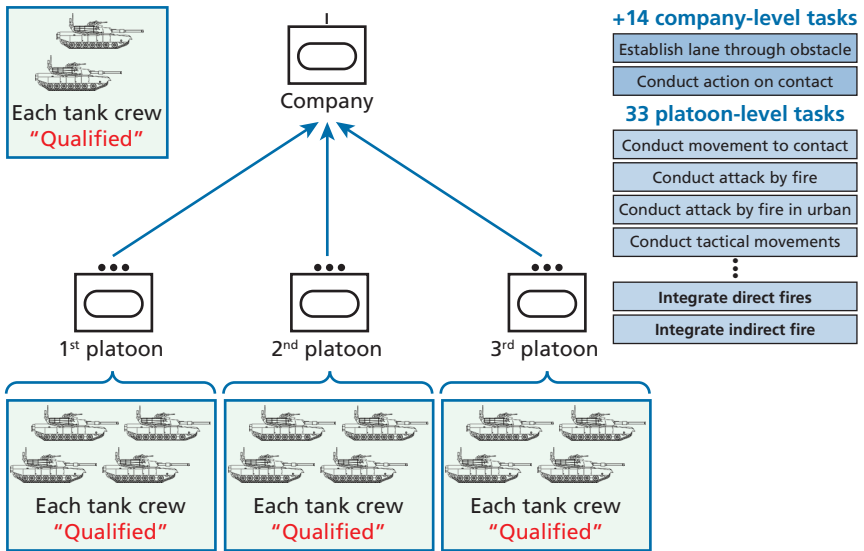 Each tank crew
“Qualified”
Company
+14 company-level tasks
Establish lane through obstacle
Conduct action on contact
33 platoon-level tasks
Conduct movement to contact
Conduct attack by fire
Conduct attack by fire in urban
Conduct tactical movements
Integrate direct fires
Integrate indirect fire
1st platoon
2nd platoon
3rd platoon
Each tank crew
“Qualified”
Each tank crew
“Qualified”
Each tank crew
“Qualified”